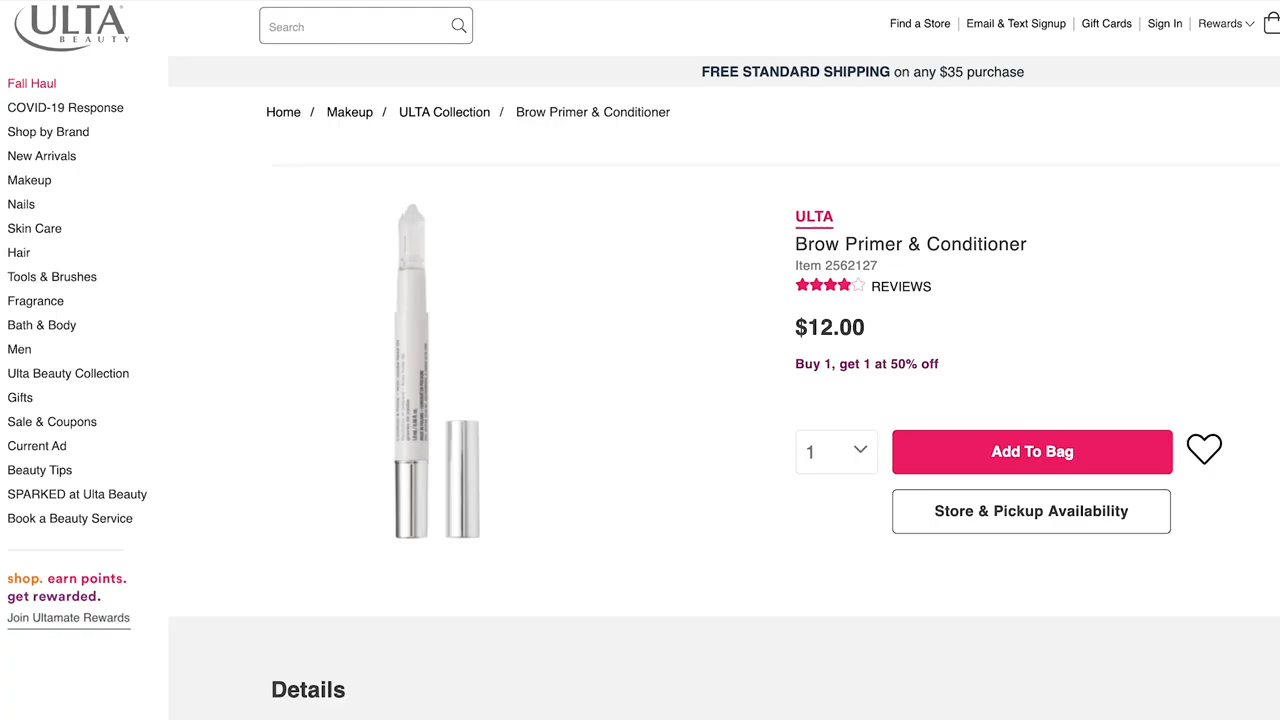 ULTA
BEAUTY
Search
Find a Store
Email & Text Signup
Gift Cards
Sign In
Rewards
FREE STANDARD SHIPPING on any $35 purchase
Fall Haul
COVID-19 Response
Shop by Brand
New Arrivals
Makeup
Nails
Skin Care
Hair
Tools & Brushes
Fragrance
Bath & Body
Men
Ulta Beauty Collection
Gifts
Sale & Coupons
Current Ad
Beauty Tips
SPARKED at Ulta Beauty
Book a Beauty Service
shop. earn points.
get rewarded.
Join Ultamate Rewards
Home / Makeup / ULTA Collection / Brow Primer & Conditioner
ULTA
Brow Primer & Conditioner
Item 2562127
REVIEWS
$12.00
Buy 1, get 1 at 50% off
1
Add To Bag
Store & Pickup Availability
Details